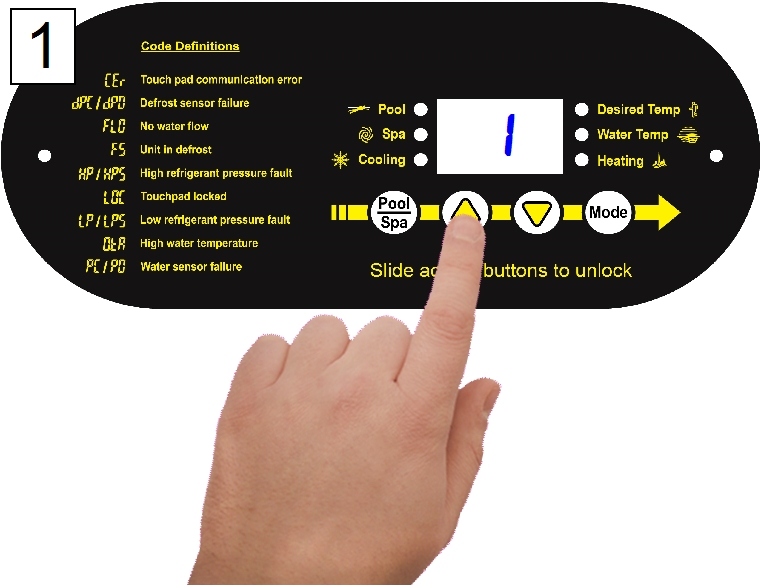 1
Code Definitions
CEr Touch pad communication error
dPC/dPD Defrost sensor failure
FLO No water flow
FS Unit in defrost
HP/HPS High refrigerant pressure fault
LOC Touchpad locked
LP/LPS Low refrigerant pressure fault
OtA High water temperature
PC/PD Water sensor failure
Pool
Spa
Cooling
1
Desired Temp
Water Temp
Heating
Pool
Spa
Mode
Slide buttons to unlock